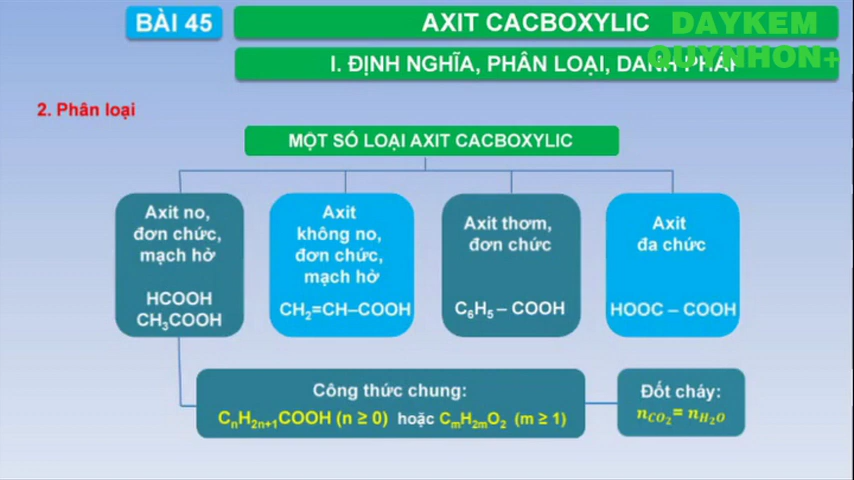 BÀI 45
AXIT CACBOXYLIC
DAYKEM
QUYNHON+
I. ĐỊNH NGHĨA, PHÂN LOẠI, DANH PHÁP
2. Phân loại
MỘT SỐ LOẠI AXIT CACBOXYLIC
Axit no,
đơn chức,
mạch hở
HCOOH
CH₃COOH
Axit
không no,
đơn chức,
mạch hở
CH₂=CH–COOH
Axit thơm,
đơn chức
C₆H₅ – COOH
Axit
đa chức
HOOC – COOH
Công thức chung:
CₙH₂ₙ₊₁COOH (n ≥ 0) hoặc CₘH₂ₘO₂ (m ≥ 1)
Đốt cháy:
n_CO₂ = n_H₂O